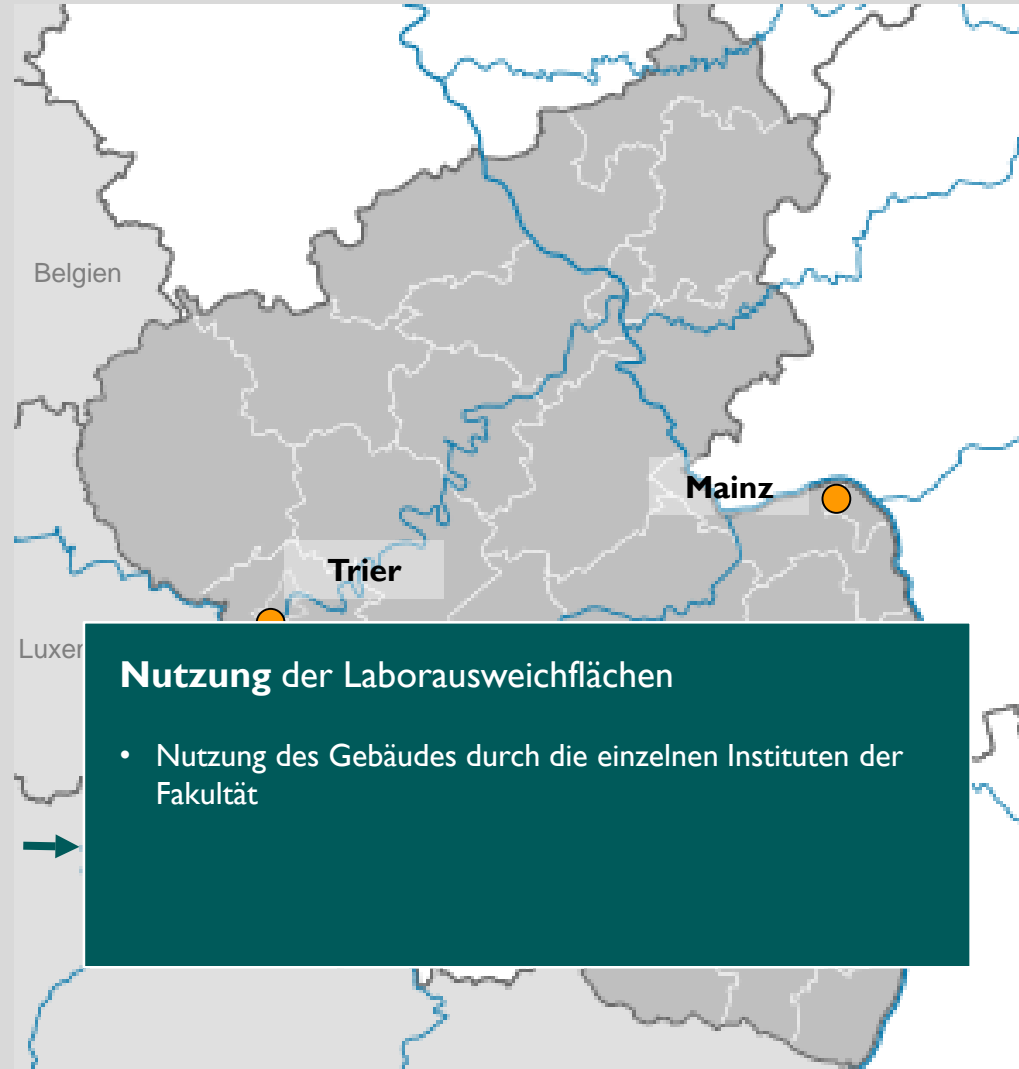 Belgien
Mainz
Trier
Luxer
Nutzung der Laborausweichflächen
• Nutzung des Gebäudes durch die einzelnen Instituten der
Fakultät